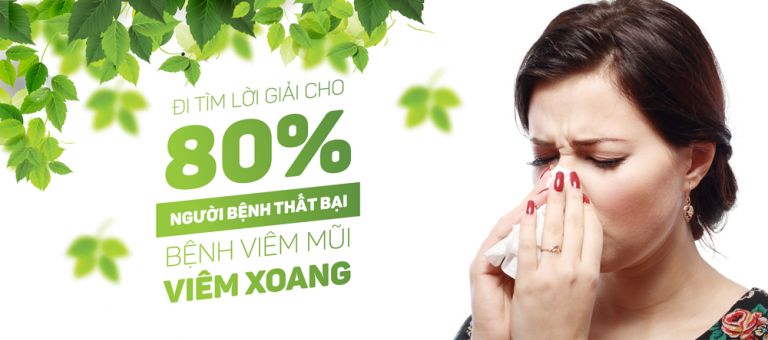 ĐI TÌM LỜI GIẢI CHO
80%
NGƯỜI BỆNH THẤT BẠI
BỆNH VIÊM MŨI
VIÊM XOANG